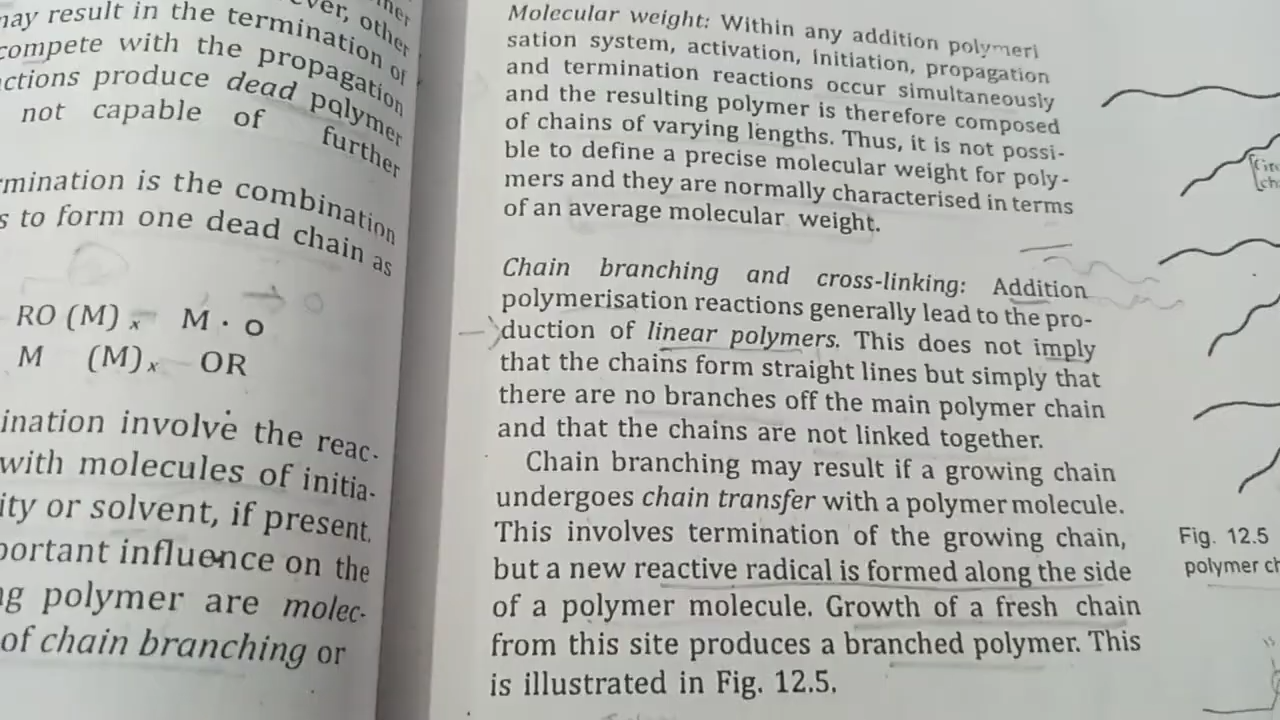 may result in the termination of
compete with the propagation
produce dead polymer
not capable of further
is the combination
to form one dead chain as
RO (M) x M · O
M (M) x OR
involve the reac-
with molecules of initia-
or solvent, if present.
influence on the
polymer are molec-
of chain branching or
Molecular weight: Within any addition polymeri
sation system, activation, initiation, propagation
and termination reactions occur simultaneously
and the resulting polymer is therefore composed
of chains of varying lengths. Thus, it is not possi-
ble to define a precise molecular weight for poly-
mers and they are normally characterised in terms
of an average molecular weight.
Chain branching and cross-linking: Addition
polymerisation reactions generally lead to the pro-
duction of linear polymers. This does not imply
that the chains form straight lines but simply that
there are no branches off the main polymer chain
and that the chains are not linked together.
Chain branching may result if a growing chain
undergoes chain transfer with a polymer molecule.
This involves termination of the growing chain,
but a new reactive radical is formed along the side
of a polymer molecule. Growth of a fresh chain
from this site produces a branched polymer. This
is illustrated in Fig. 12.5.
Fig. 12.5
polymer